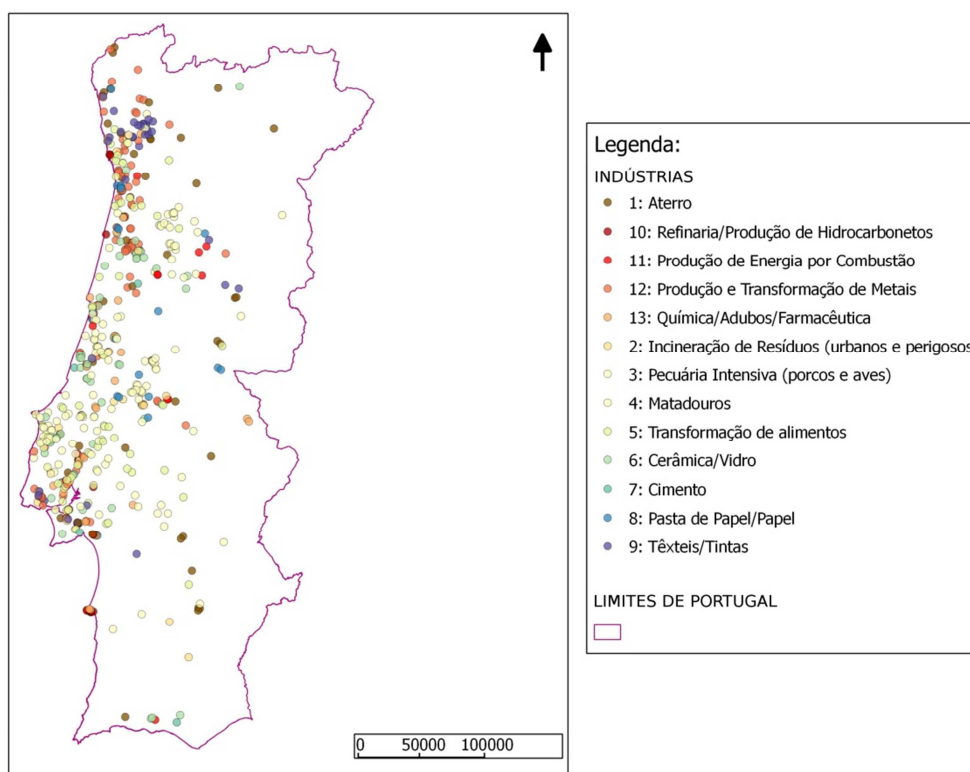 Legenda:
INDÚSTRIAS
1: Aterro
10: Refinaria/Produção de Hidrocarbonetos
11: Produção de Energia por Combustão
12: Produção e Transformação de Metais
13: Química/Adubos/Farmacêutica
2: Incineração de Resíduos (urbanos e perigosos
3: Pecuária Intensiva (porcos e aves)
4: Matadouros
5: Transformação de alimentos
6: Cerâmica/Vidro
7: Cimento
8: Pasta de Papel/Papel
9: Têxteis/Tintas
LIMITES DE PORTUGAL
0 50000 100000